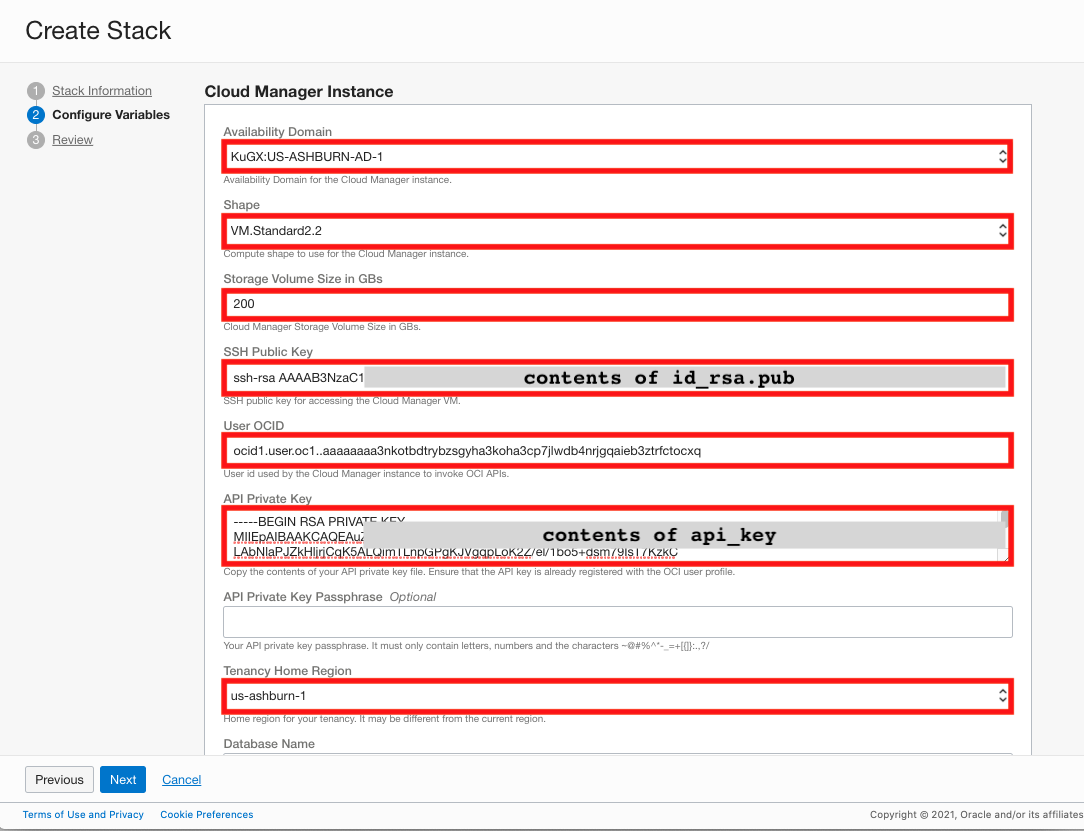 Create Stack
1 Stack Information
2 Configure Variables
3 Review
Cloud Manager Instance
Availability Domain
KuGX:US-ASHBURN-AD-1
Availability Domain for the Cloud Manager instance.
Shape
VM.Standard2.2
Compute shape to use for the Cloud Manager instance.
Storage Volume Size in GBs
200
Cloud Manager Storage Volume Size in GBs.
SSH Public Key
ssh-rsa AAAAB3NzaC1 contents of id_rsa.pub
SSH public key for accessing the Cloud Manager VM.
User OCID
ocid1.user.oc1..aaaaaaaa3nkotbdtrybzsgyha3koha3cp7jlwdb4nrjgqaieb3ztrfctocxq
User id used by the Cloud Manager instance to invoke OCI APIs.
API Private Key
-----BEGIN RSA PRIVATE KEY
contents of api_key
Copy the contents of your API private key file. Ensure that the API key is already registered with the OCI user profile.
API Private Key Passphrase Optional
Your API private key passphrase. It must only contain letters, numbers and the characters ~@#%^*-_=+[{]}:.,?/
Tenancy Home Region
us-ashburn-1
Home region for your tenancy. It may be different from the current region.
Database Name
Previous Next Cancel
Terms of Use and Privacy Cookie Preferences Copyright © 2021, Oracle and/or its affiliates